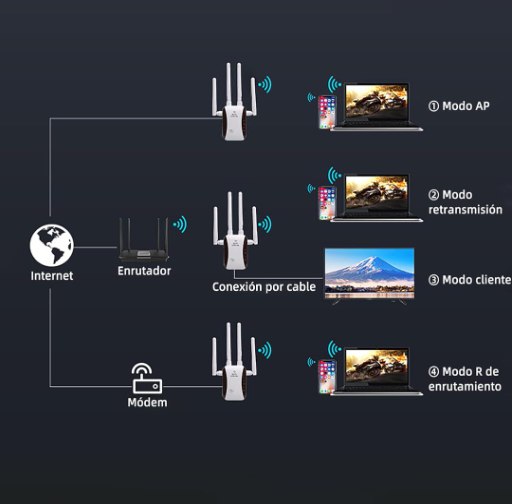 ① Modo AP
② Modo
retransmisión
Internet
Enrutador
Conexión por cable
③ Modo cliente
④ Modo R de
enrutamiento
Módem